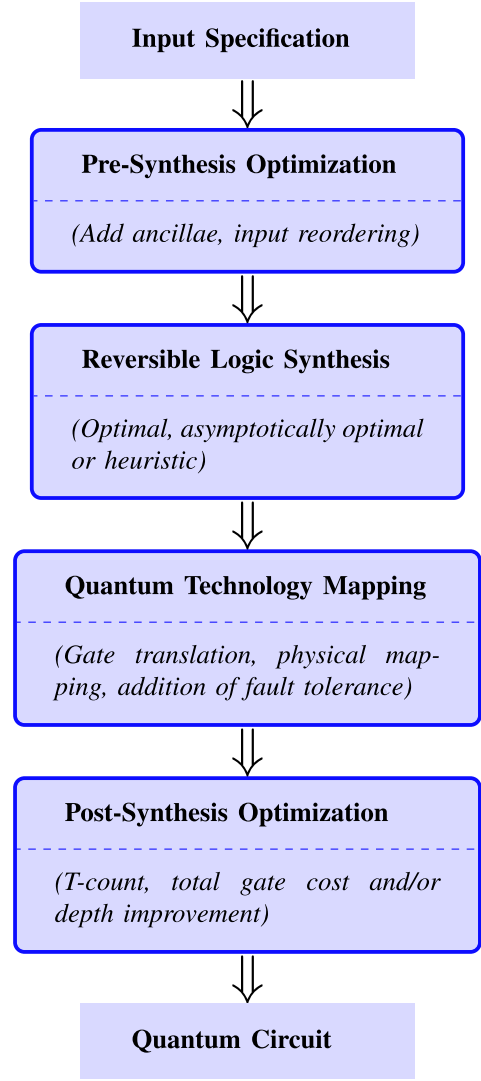 Input Specification
Pre-Synthesis Optimization
(Add ancillae, input reordering)
Reversible Logic Synthesis
(Optimal, asymptotically optimal
or heuristic)
Quantum Technology Mapping
(Gate translation, physical map-
ping, addition of fault tolerance)
Post-Synthesis Optimization
(T-count, total gate cost and/or
depth improvement)
Quantum Circuit